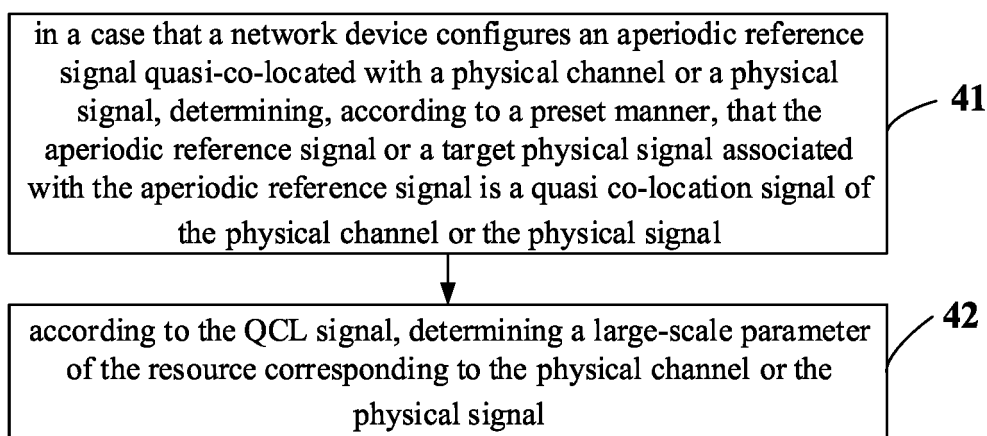 in a case that a network device configures an aperiodic reference
signal quasi-co-located with a physical channel or a physical
signal, determining, according to a preset manner, that the
aperiodic reference signal or a target physical signal associated
with the aperiodic reference signal is a quasi co-location signal of
the physical channel or the physical signal
41
according to the QCL signal, determining a large-scale parameter
of the resource corresponding to the physical channel or the
physical signal
42